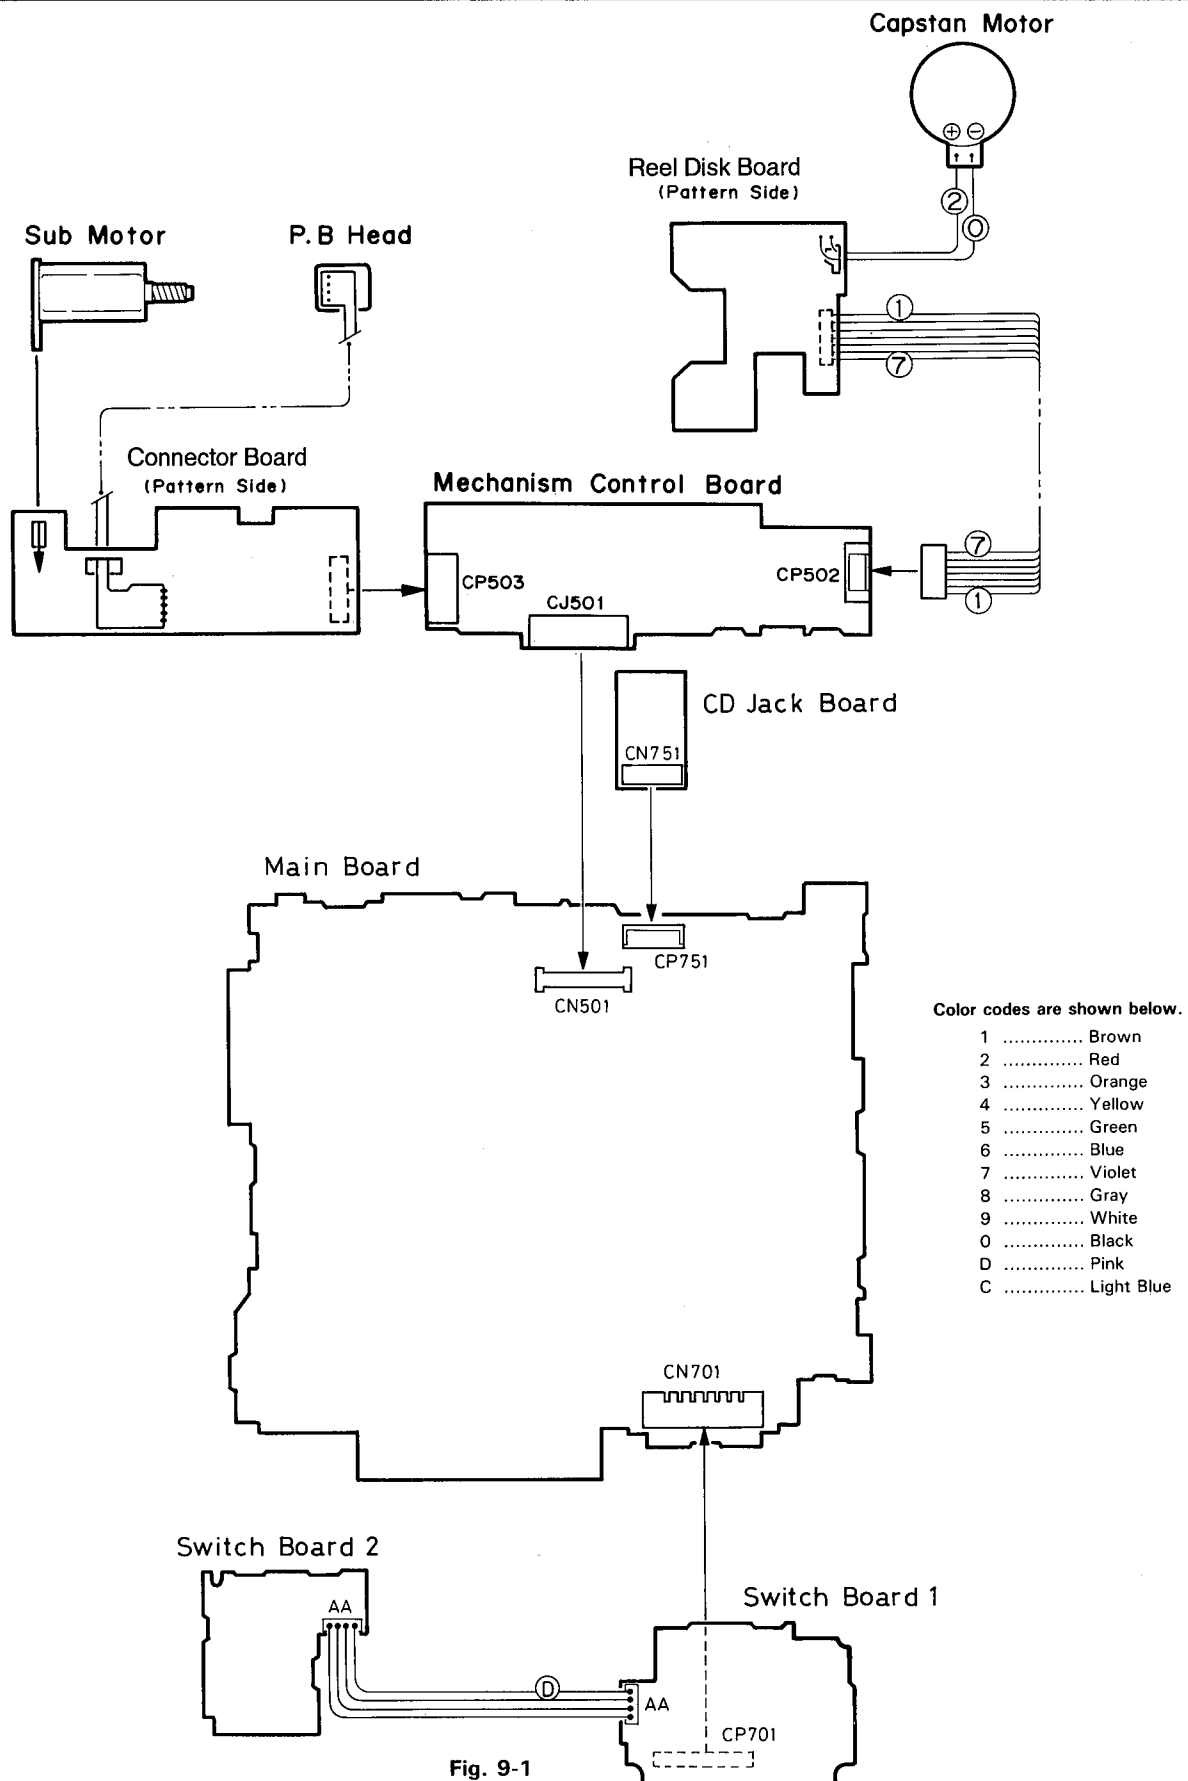 Capstan Motor
⊕ ⊖
Reel Disk Board
(Pattern Side)
②
⓪
Sub Motor
P.B Head
①
⑦
Connector Board
(Pattern Side)
Mechanism Control Board
CP503
CP502
⑦
①
CJ501
CD Jack Board
CN751
Main Board
CP751
CN501
Color codes are shown below.
1 .............. Brown
2 .............. Red
3 .............. Orange
4 .............. Yellow
5 .............. Green
6 .............. Blue
7 .............. Violet
8 .............. Gray
9 .............. White
0 .............. Black
D .............. Pink
C .............. Light Blue
CN701
Switch Board 2
AA
Switch Board 1
Ⓓ
AA
CP701
Fig. 9-1